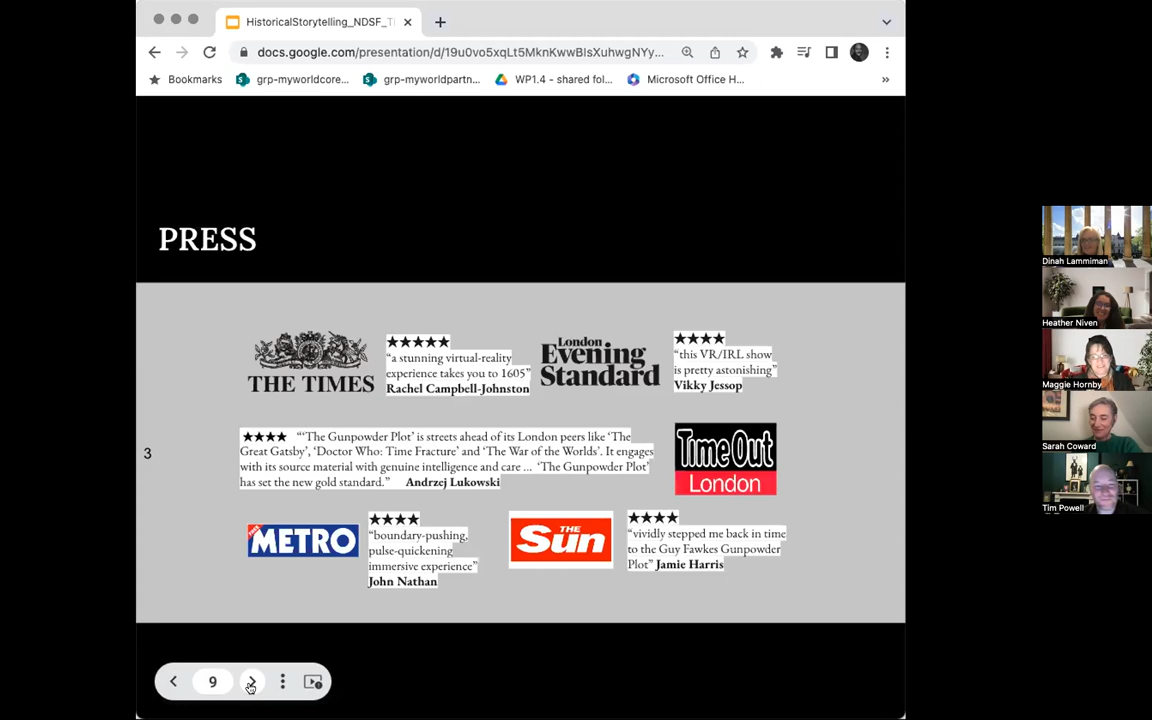 HistoricalStorytelling_NDSF_T
docs.google.com/presentation/d/19u0vo5xqLt5MknKwwBlsXuhwgNYy...
Bookmarks
grp-myworldcore...
grp-myworldpartn...
WP1.4 - shared fol...
Microsoft Office H...
PRESS
THE TIMES
★★★★★
“a stunning virtual-reality
experience takes you to 1605”
Rachel Campbell-Johnston
London
Evening
Standard
★★★★
“this VR/IRL show
is pretty astonishing”
Vikky Jessop
3
★★★★ “‘The Gunpowder Plot’ is streets ahead of its London peers like ‘The
Great Gatsby’, ‘Doctor Who: Time Fracture’ and ‘The War of the Worlds’. It engages
with its source material with genuine intelligence and care ... ‘The Gunpowder Plot’
has set the new gold standard.” Andrzej Lukowski
TimeOut
London
METRO
★★★★
“boundary-pushing,
pulse-quickening
immersive experience”
John Nathan
THE
Sun
★★★★
“vividly stepped me back in time
to the Guy Fawkes Gunpowder
Plot” Jamie Harris
9
Dinah Lammiman
Heather Niven
Maggie Hornby
Sarah Coward
Tim Powell